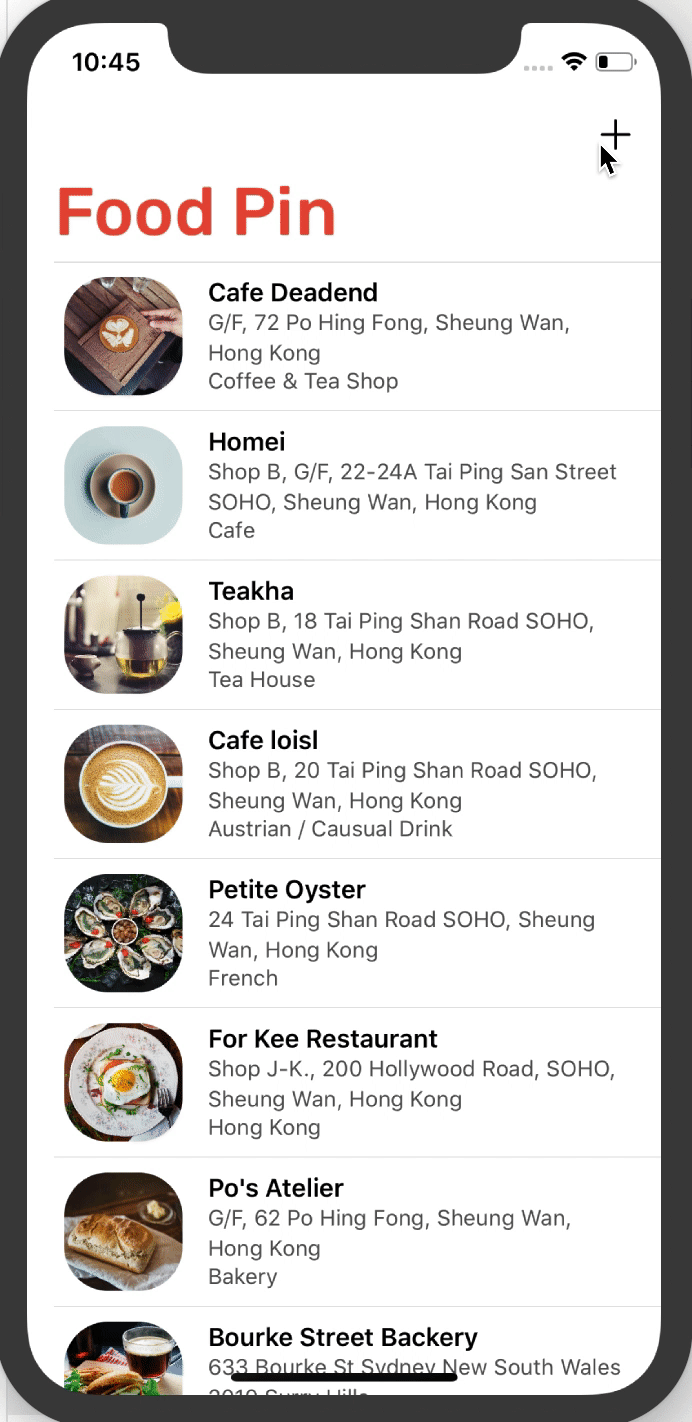 10:45
Food Pin
Cafe Deadend
G/F, 72 Po Hing Fong, Sheung Wan,
Hong Kong
Coffee & Tea Shop
Homei
Shop B, G/F, 22-24A Tai Ping San Street
SOHO, Sheung Wan, Hong Kong
Cafe
Teakha
Shop B, 18 Tai Ping Shan Road SOHO,
Sheung Wan, Hong Kong
Tea House
Cafe loisl
Shop B, 20 Tai Ping Shan Road SOHO,
Sheung Wan, Hong Kong
Austrian / Causual Drink
Petite Oyster
24 Tai Ping Shan Road SOHO, Sheung
Wan, Hong Kong
French
For Kee Restaurant
Shop J-K., 200 Hollywood Road, SOHO,
Sheung Wan, Hong Kong
Hong Kong
Po's Atelier
G/F, 62 Po Hing Fong, Sheung Wan,
Hong Kong
Bakery
Bourke Street Backery
633 Bourke St Sydney New South Wales
2010 Surry Hills